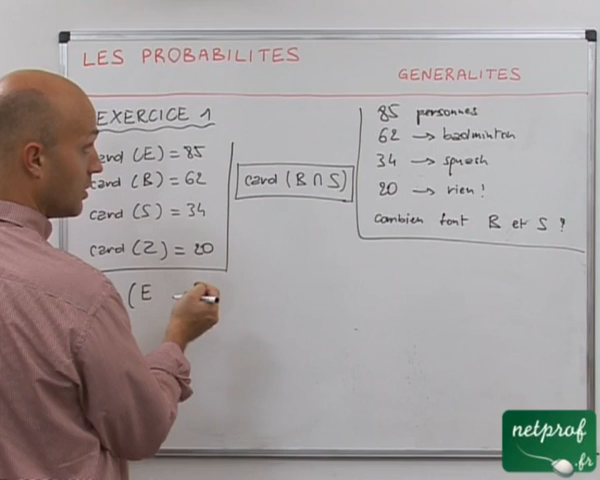 LES PROBABILITES
GENERALITES
EXERCICE 1
card (E) = 85
card (B) = 62
card (S) = 34
card (Z) = 20
(E
card (B ∩ S)
85 personnes
62 → badminton
34 → squash
20 → rien !
Combien font B et S ?
netprof
.fr